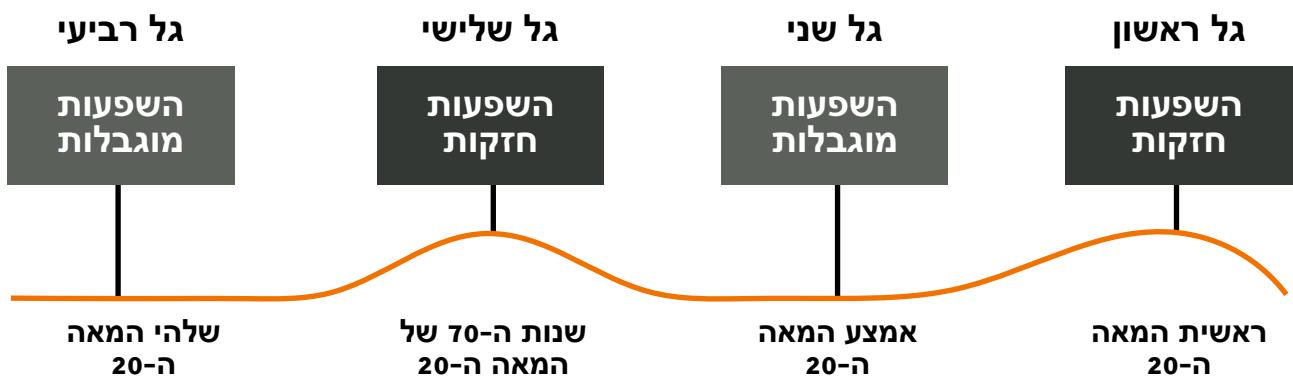 גל ראשון
השפעות
חזקות
ראשית המאה
ה-20
גל שני
השפעות
מוגבלות
אמצע המאה
ה-20
גל שלישי
השפעות
חזקות
שנות ה-70 של
המאה ה-20
גל רביעי
השפעות
מוגבלות
שלהי המאה
ה-20